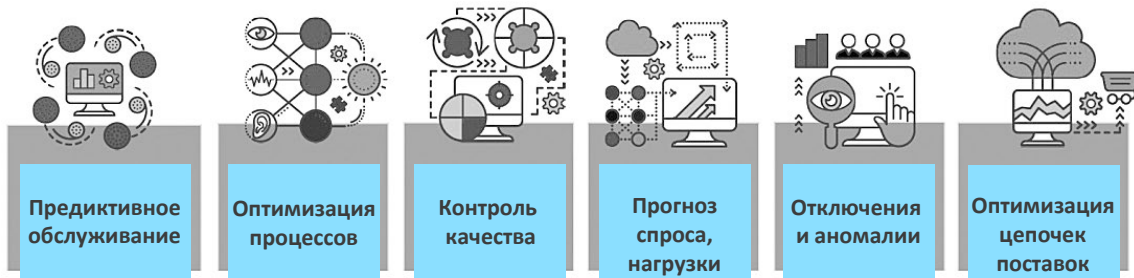 Предиктивное
обслуживание
Оптимизация
процессов
Контроль
качества
Прогноз
спроса,
нагрузки
Отключения
и аномалии
Оптимизация
цепочек
поставок